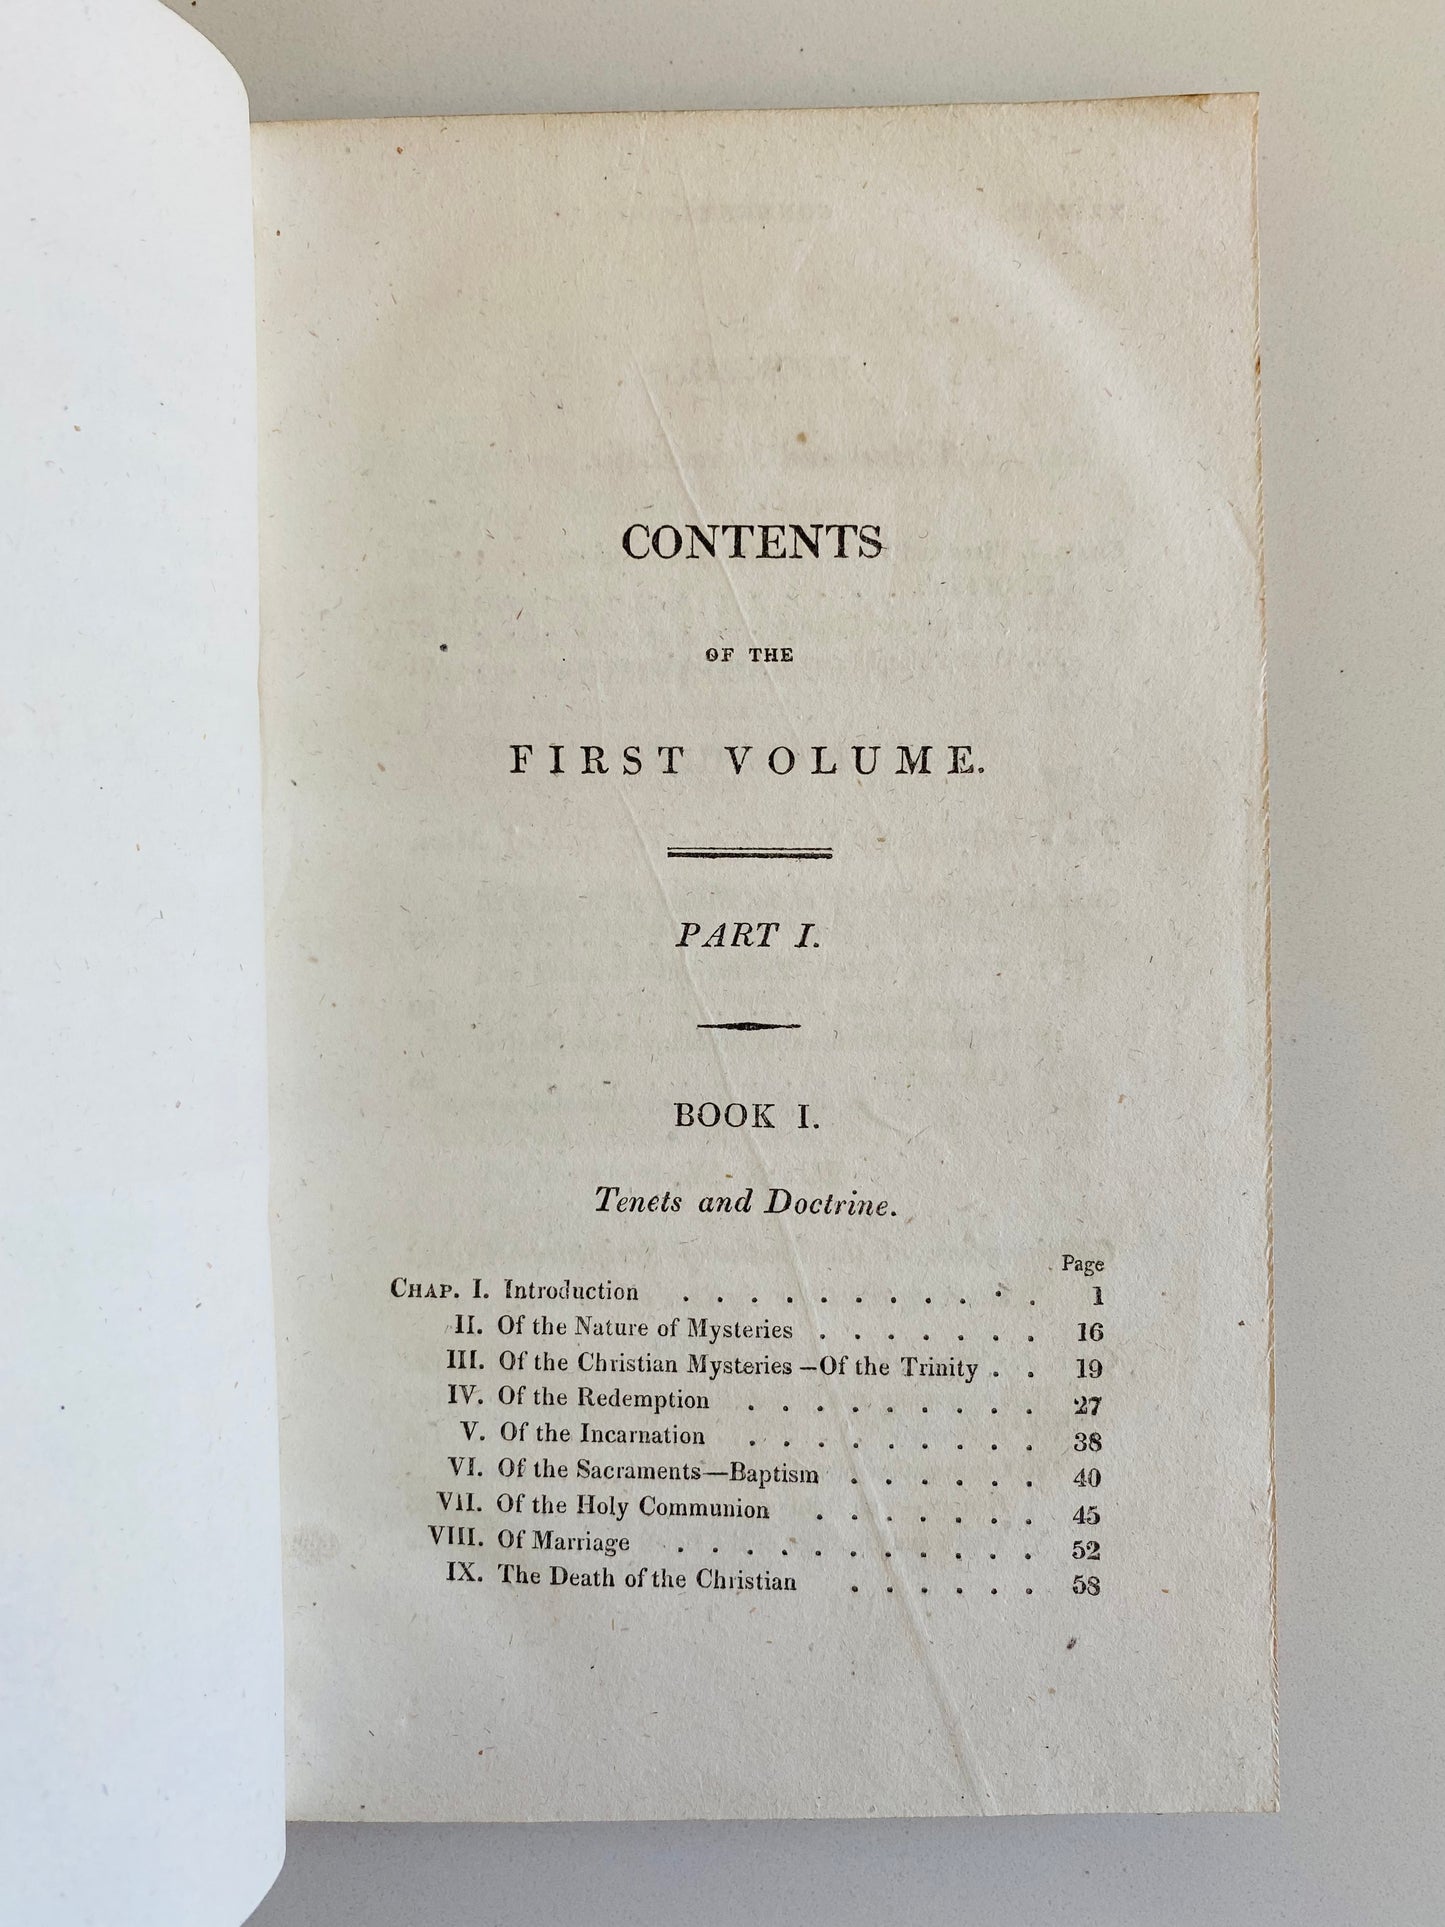 CONTENTS
OF THE
FIRST VOLUME.
PART I.
BOOK I.
Tenets and Doctrine.
Page
CHAP. I. Introduction . . . . . . . . . . . 1
II. Of the Nature of Mysteries . . . . . . . 16
III. Of the Christian Mysteries—Of the Trinity . . 19
IV. Of the Redemption . . . . . . . . . 27
V. Of the Incarnation . . . . . . . . . 38
VI. Of the Sacraments—Baptism . . . . . . 40
VII. Of the Holy Communion . . . . . . . 45
VIII. Of Marriage . . . . . . . . . . . 52
IX. The Death of the Christian . . . . . . 58